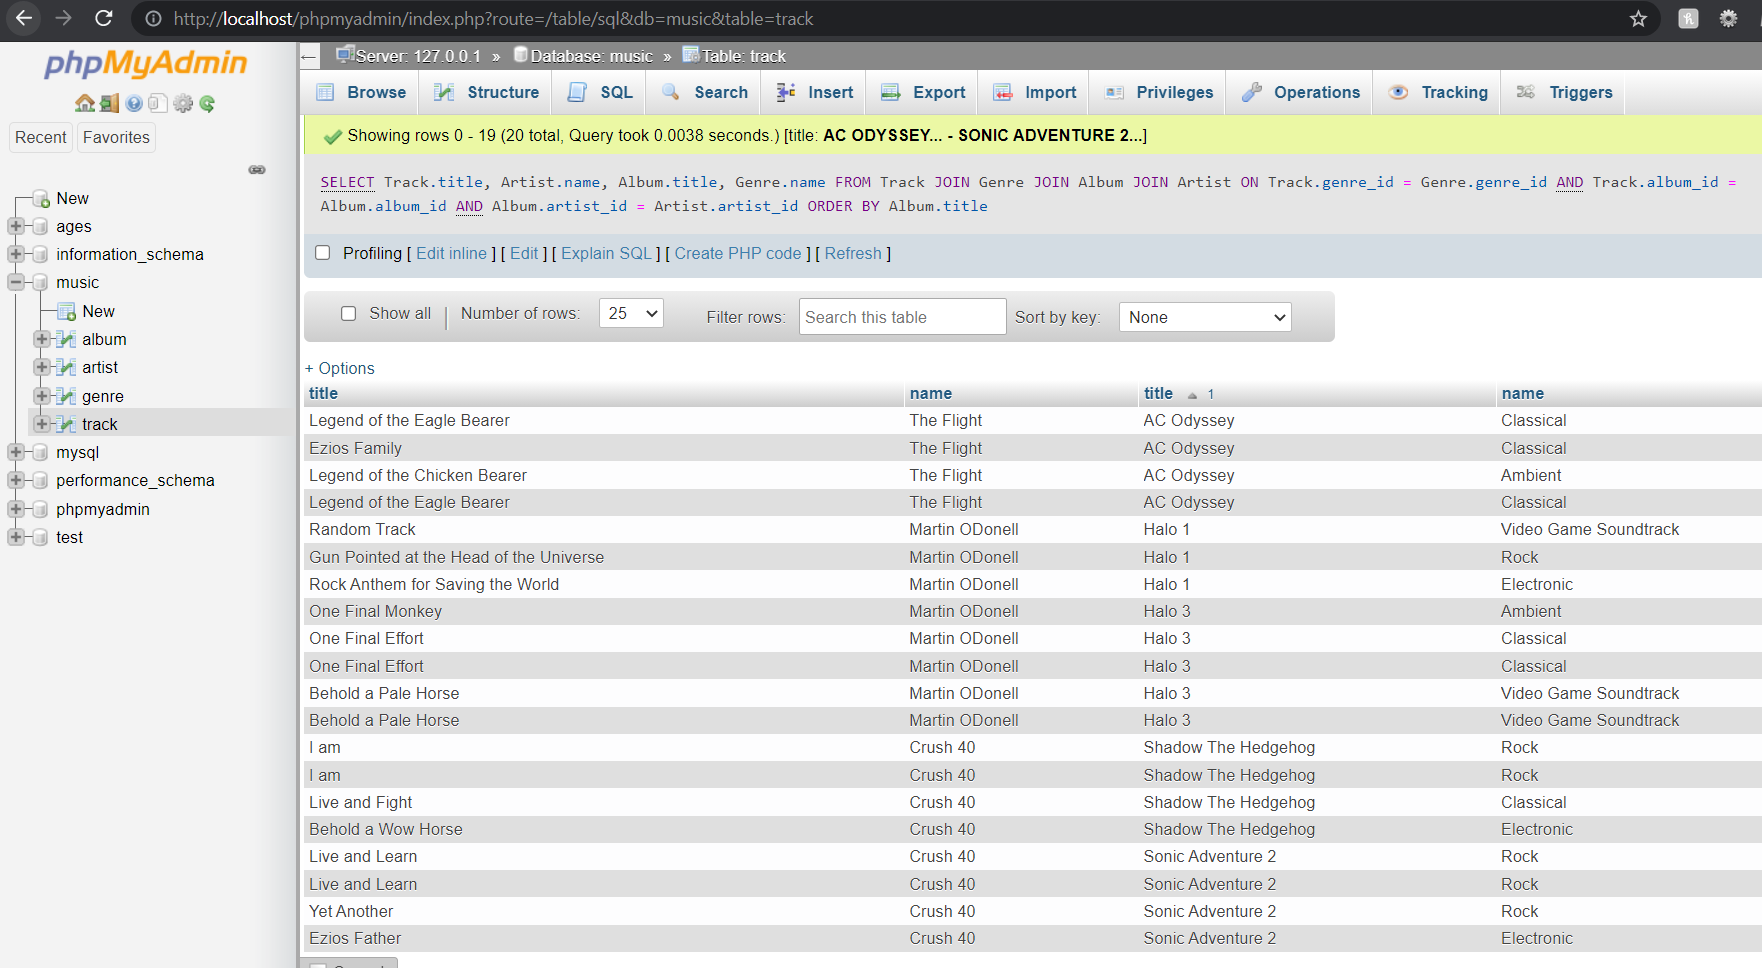 http://localhost/phpmyadmin/index.php?route=/table/sql&db=music&table=track
phpMyAdmin
Recent Favorites
New
ages
information_schema
music
New
album
artist
genre
track
mysql
performance_schema
phpmyadmin
test
Server: 127.0.0.1 » Database: music » Table: track
Browse Structure SQL Search Insert Export Import Privileges Operations Tracking Triggers
Showing rows 0 - 19 (20 total, Query took 0.0038 seconds.) [title: AC ODYSSEY... - SONIC ADVENTURE 2...]
SELECT Track.title, Artist.name, Album.title, Genre.name FROM Track JOIN Genre JOIN Album JOIN Artist ON Track.genre_id = Genre.genre_id AND Track.album_id =
Album.album_id AND Album.artist_id = Artist.artist_id ORDER BY Album.title
Profiling [ Edit inline ] [ Edit ] [ Explain SQL ] [ Create PHP code ] [ Refresh ]
Show all | Number of rows: 25 Filter rows: Search this table Sort by key: None
+ Options
title name title 1 name
Legend of the Eagle Bearer The Flight AC Odyssey Classical
Ezios Family The Flight AC Odyssey Classical
Legend of the Chicken Bearer The Flight AC Odyssey Ambient
Legend of the Eagle Bearer The Flight AC Odyssey Classical
Random Track Martin ODonell Halo 1 Video Game Soundtrack
Gun Pointed at the Head of the Universe Martin ODonell Halo 1 Rock
Rock Anthem for Saving the World Martin ODonell Halo 1 Electronic
One Final Monkey Martin ODonell Halo 3 Ambient
One Final Effort Martin ODonell Halo 3 Classical
One Final Effort Martin ODonell Halo 3 Classical
Behold a Pale Horse Martin ODonell Halo 3 Video Game Soundtrack
Behold a Pale Horse Martin ODonell Halo 3 Video Game Soundtrack
I am Crush 40 Shadow The Hedgehog Rock
I am Crush 40 Shadow The Hedgehog Rock
Live and Fight Crush 40 Shadow The Hedgehog Classical
Behold a Wow Horse Crush 40 Shadow The Hedgehog Electronic
Live and Learn Crush 40 Sonic Adventure 2 Rock
Live and Learn Crush 40 Sonic Adventure 2 Rock
Yet Another Crush 40 Sonic Adventure 2 Rock
Ezios Father Crush 40 Sonic Adventure 2 Electronic